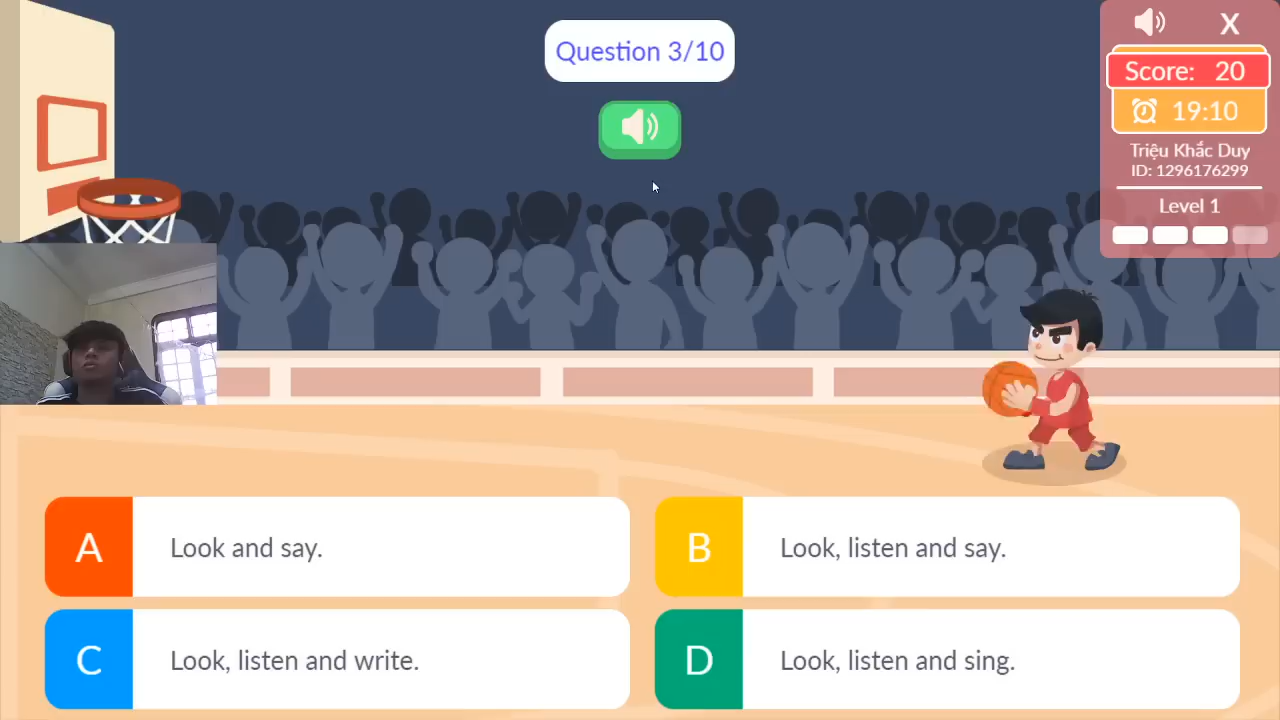 Question 3/10
X
Score: 20
19:10
Triệu Khắc Duy
ID: 1296176299
Level 1
A Look and say.
B Look, listen and say.
C Look, listen and write.
D Look, listen and sing.